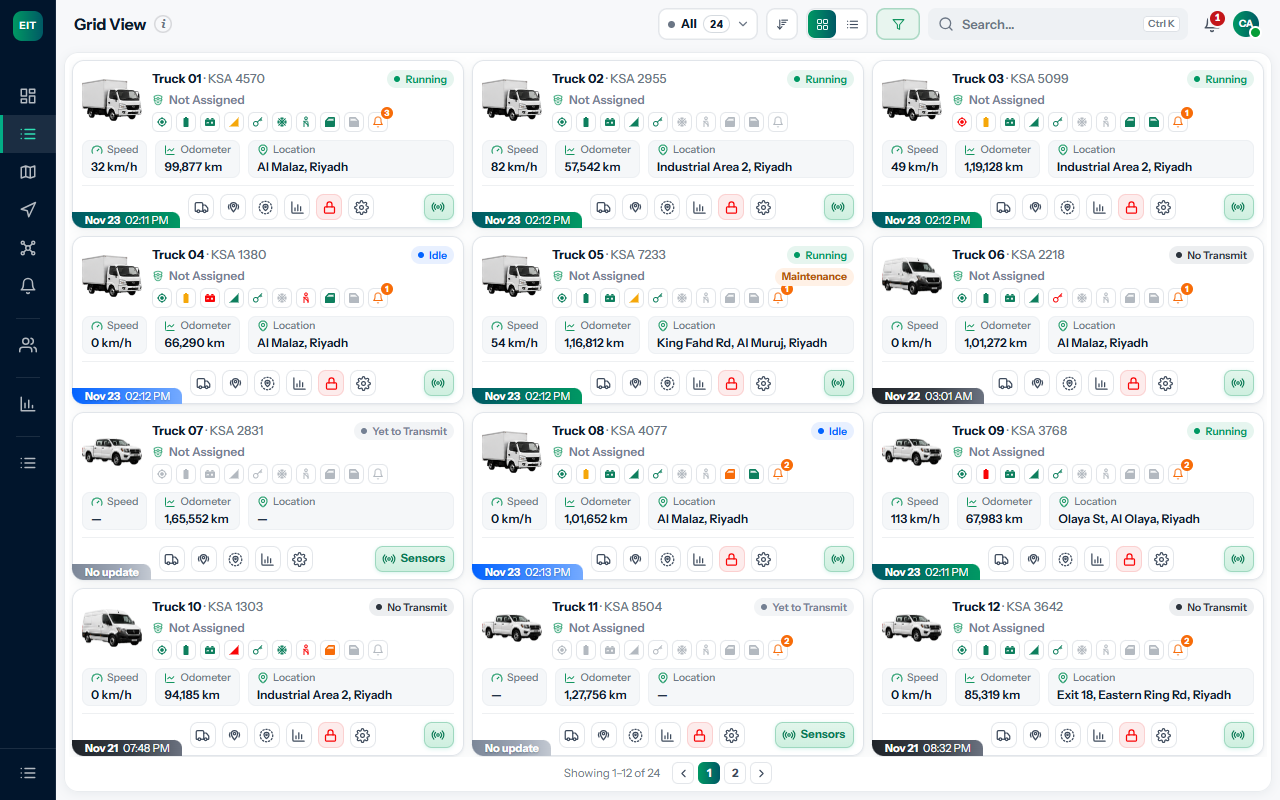 EIT
Grid View
All 24
Search...
Ctrl K
1
CA
Truck 01 · KSA 4570
Running
Not Assigned
3
Speed
Odometer
Location
32 km/h
99,877 km
Al Malaz, Riyadh
Nov 23 02:11 PM
Truck 02 · KSA 2955
Running
Not Assigned
Speed
Odometer
Location
82 km/h
57,542 km
Industrial Area 2, Riyadh
Nov 23 02:12 PM
Truck 03 · KSA 5099
Running
Not Assigned
1
Speed
Odometer
Location
49 km/h
1,19,128 km
Industrial Area 2, Riyadh
Nov 23 02:12 PM
Truck 04 · KSA 1380
Idle
Not Assigned
1
Speed
Odometer
Location
0 km/h
66,290 km
Al Malaz, Riyadh
Nov 23 02:12 PM
Truck 05 · KSA 7233
Running
Not Assigned
Maintenance
1
Speed
Odometer
Location
54 km/h
1,16,812 km
King Fahd Rd, Al Muruj, Riyadh
Nov 23 02:12 PM
Truck 06 · KSA 2218
No Transmit
Not Assigned
1
Speed
Odometer
Location
0 km/h
1,01,272 km
Al Malaz, Riyadh
Nov 22 03:01 AM
Truck 07 · KSA 2831
Yet to Transmit
Not Assigned
Speed
Odometer
Location
—
1,65,552 km
—
No update
Sensors
Truck 08 · KSA 4077
Idle
Not Assigned
2
Speed
Odometer
Location
0 km/h
1,01,652 km
Al Malaz, Riyadh
Nov 23 02:13 PM
Truck 09 · KSA 3768
Running
Not Assigned
2
Speed
Odometer
Location
113 km/h
67,983 km
Olaya St, Al Olaya, Riyadh
Nov 23 02:11 PM
Truck 10 · KSA 1303
No Transmit
Not Assigned
Speed
Odometer
Location
0 km/h
94,185 km
Industrial Area 2, Riyadh
Nov 21 07:48 PM
Truck 11 · KSA 8504
Yet to Transmit
Not Assigned
2
Speed
Odometer
Location
—
1,27,756 km
—
No update
Sensors
Truck 12 · KSA 3642
No Transmit
Not Assigned
2
Speed
Odometer
Location
0 km/h
85,319 km
Exit 18, Eastern Ring Rd, Riyadh
Nov 21 08:32 PM
Showing 1–12 of 24
1
2